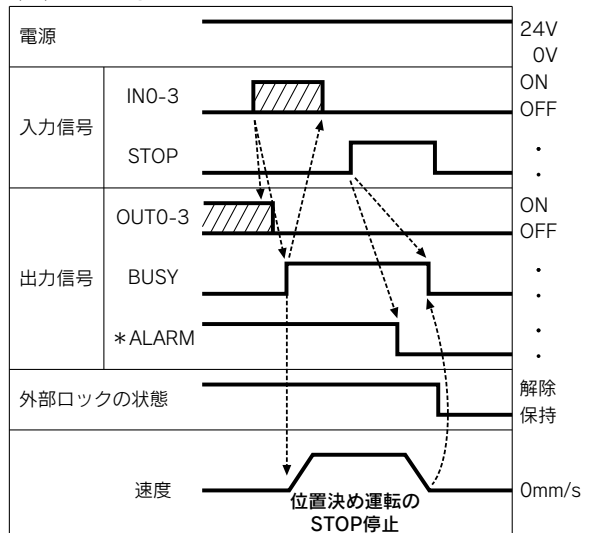 電源
24V
0V
入力信号
IN0-3
ON
OFF
STOP
・
・
出力信号
OUT0-3
ON
OFF
BUSY
・
・
＊ALARM
・
・
外部ロックの状態
解除
保持
速度
0mm/s
位置決め運転の
STOP停止